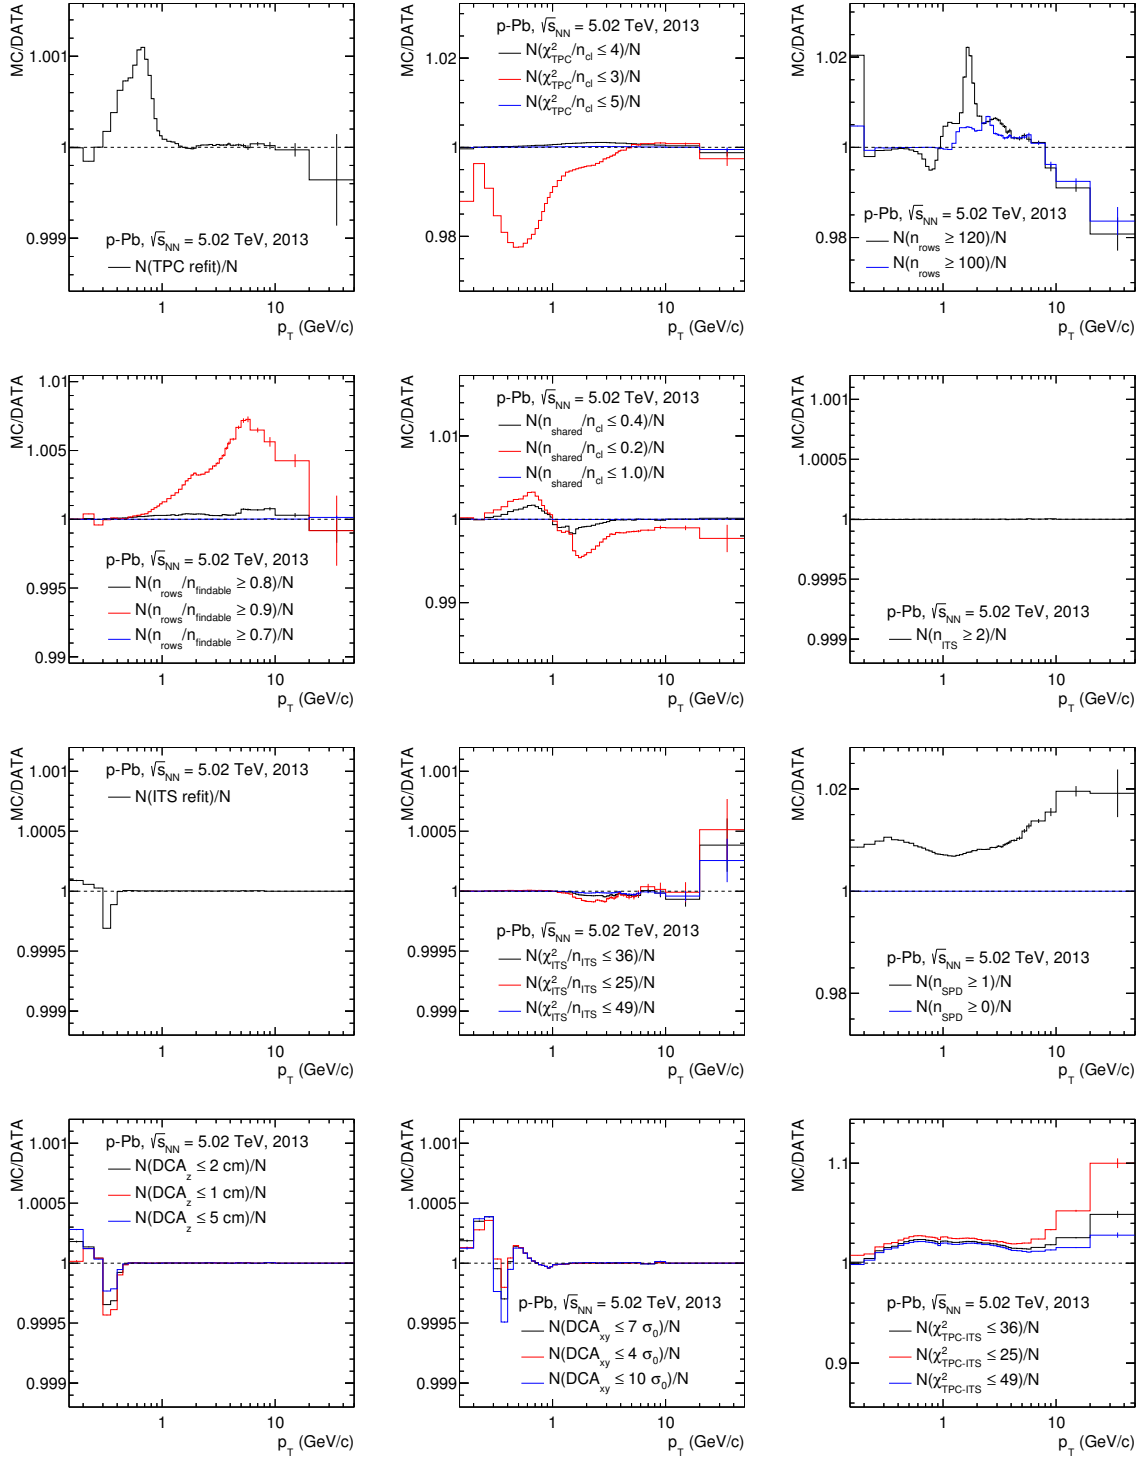 MC/DATA
1.001
1
0.999
p-Pb, √s_NN = 5.02 TeV, 2013
N(TPC refit)/N
1
10
p_T (GeV/c)
MC/DATA
1.02
1
0.98
p-Pb, √s_NN = 5.02 TeV, 2013
N(χ²_TPC/n_cl ≤ 4)/N
N(χ²_TPC/n_cl ≤ 3)/N
N(χ²_TPC/n_cl ≤ 5)/N
1
10
p_T (GeV/c)
MC/DATA
1.02
1
0.98
p-Pb, √s_NN = 5.02 TeV, 2013
N(n_rows ≥ 120)/N
N(n_rows ≥ 100)/N
1
10
p_T (GeV/c)
MC/DATA
1.01
1.005
1
0.995
0.99
p-Pb, √s_NN = 5.02 TeV, 2013
N(n_rows/n_findable ≥ 0.8)/N
N(n_rows/n_findable ≥ 0.9)/N
N(n_rows/n_findable ≥ 0.7)/N
1
10
p_T (GeV/c)
MC/DATA
1.01
1
0.99
p-Pb, √s_NN = 5.02 TeV, 2013
N(n_shared/n_cl ≤ 0.4)/N
N(n_shared/n_cl ≤ 0.2)/N
N(n_shared/n_cl ≤ 1.0)/N
1
10
p_T (GeV/c)
MC/DATA
1.001
1.0005
1
0.9995
0.999
p-Pb, √s_NN = 5.02 TeV, 2013
N(n_ITS ≥ 2)/N
1
10
p_T (GeV/c)
MC/DATA
1.001
1.0005
1
0.9995
0.999
p-Pb, √s_NN = 5.02 TeV, 2013
N(ITS refit)/N
1
10
p_T (GeV/c)
MC/DATA
1.001
1.0005
1
0.9995
0.999
p-Pb, √s_NN = 5.02 TeV, 2013
N(χ²_ITS/n_ITS ≤ 36)/N
N(χ²_ITS/n_ITS ≤ 25)/N
N(χ²_ITS/n_ITS ≤ 49)/N
1
10
p_T (GeV/c)
MC/DATA
1.02
1
0.98
p-Pb, √s_NN = 5.02 TeV, 2013
N(n_SPD ≥ 1)/N
N(n_SPD ≥ 0)/N
1
10
p_T (GeV/c)
MC/DATA
1.001
1.0005
1
0.9995
0.999
p-Pb, √s_NN = 5.02 TeV, 2013
N(DCA_z ≤ 2 cm)/N
N(DCA_z ≤ 1 cm)/N
N(DCA_z ≤ 5 cm)/N
1
10
p_T (GeV/c)
MC/DATA
1.001
1.0005
1
0.9995
0.999
p-Pb, √s_NN = 5.02 TeV, 2013
N(DCA_xy ≤ 7 σ_0)/N
N(DCA_xy ≤ 4 σ_0)/N
N(DCA_xy ≤ 10 σ_0)/N
1
10
p_T (GeV/c)
MC/DATA
1.1
1
0.9
p-Pb, √s_NN = 5.02 TeV, 2013
N(χ²_TPC-ITS ≤ 36)/N
N(χ²_TPC-ITS ≤ 25)/N
N(χ²_TPC-ITS ≤ 49)/N
1
10
p_T (GeV/c)